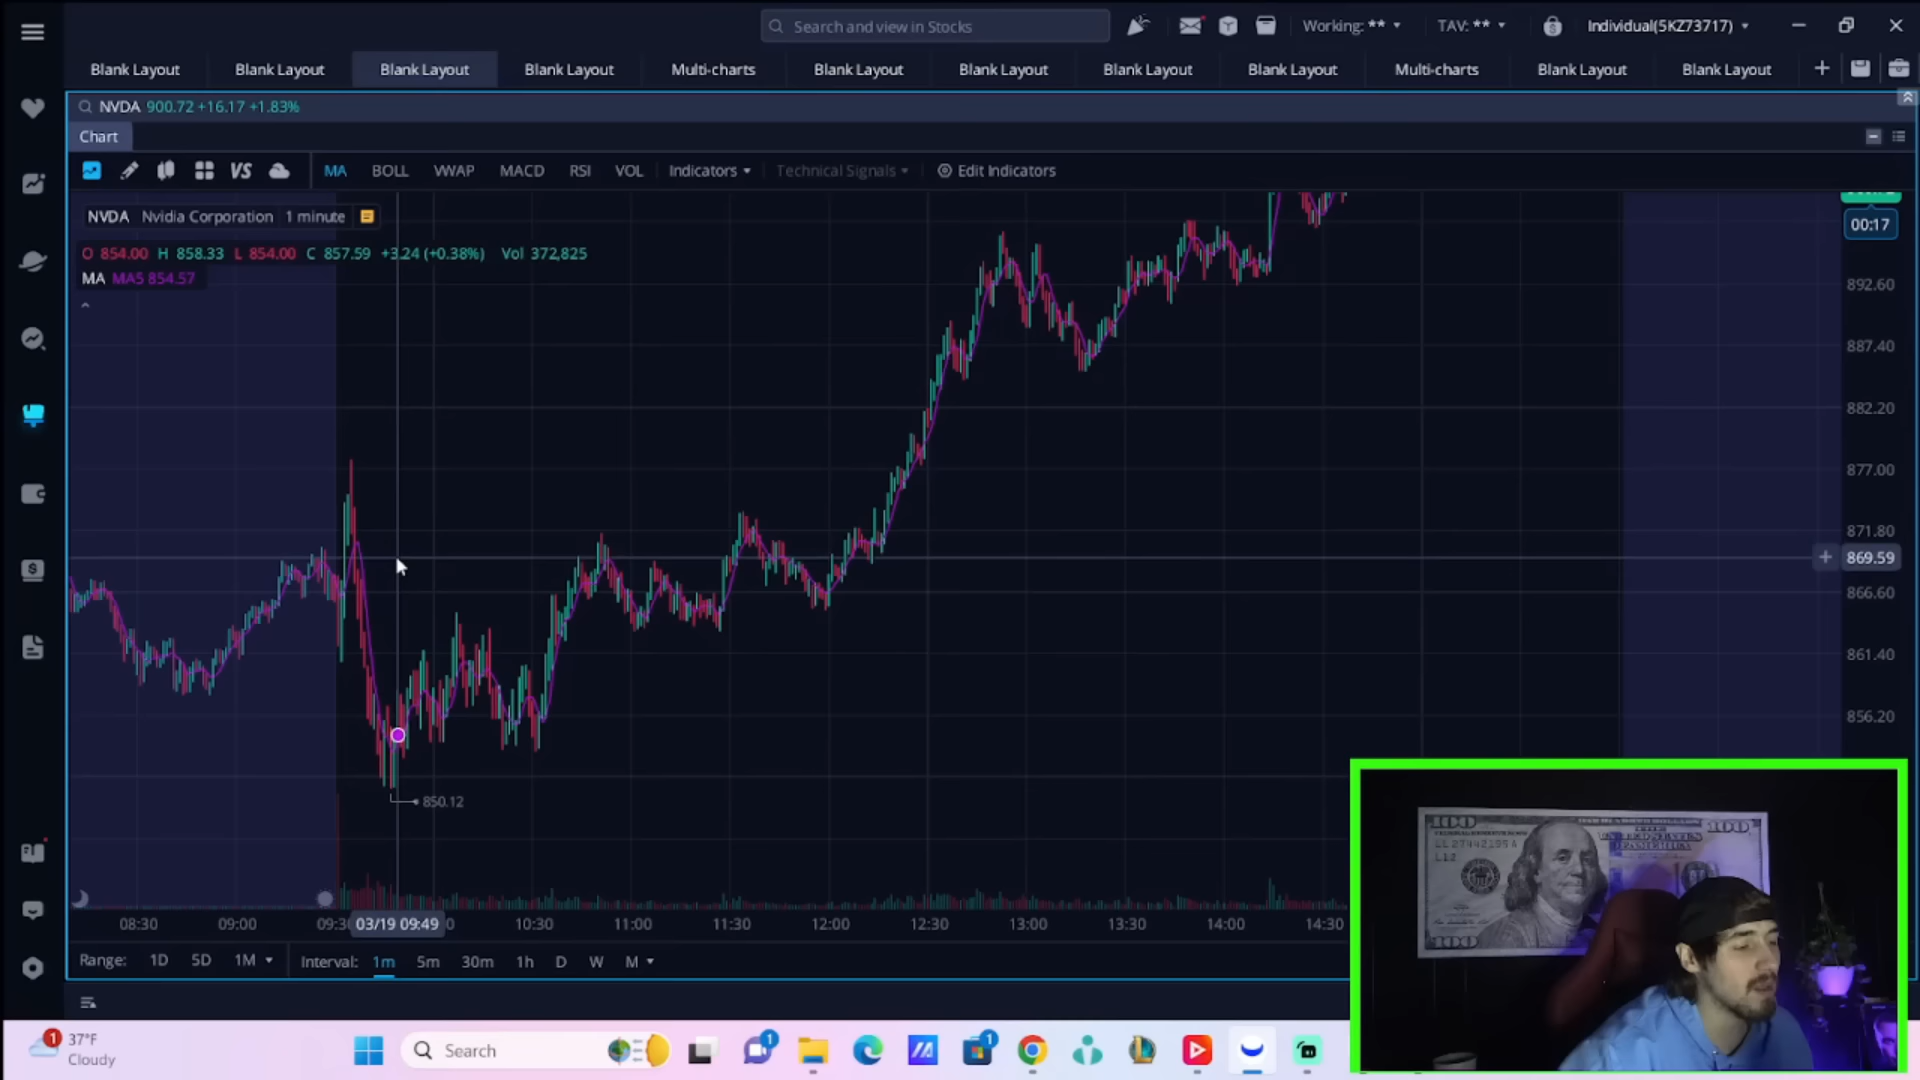 Search and view in Stocks
Working: **
TAV: **
Individual(5KZ73717)
Blank Layout
Blank Layout
Blank Layout
Blank Layout
Multi-charts
Blank Layout
Blank Layout
Blank Layout
Blank Layout
Multi-charts
Blank Layout
Blank Layout
NVDA 900.72 +16.17 +1.83%
Chart
VS
MA
BOLL
VWAP
MACD
RSI
VOL
Indicators
Technical Signals
Edit Indicators
NVDA Nvidia Corporation 1 minute
00:17
O 854.00 H 858.33 L 854.00 C 857.59 +3.24 (+0.38%) Vol 372,825
MA MA5 854.57
892.60
887.40
882.20
877.00
871.80
869.59
866.60
861.40
856.20
850.12
08:30
09:00
03/19 09:49
10:30
11:00
11:30
12:00
12:30
13:00
13:30
14:00
14:30
Range: 1D 5D 1M
Interval: 1m 5m 30m 1h D W M
100
100
100
1
37°F
Cloudy
Search
1
1